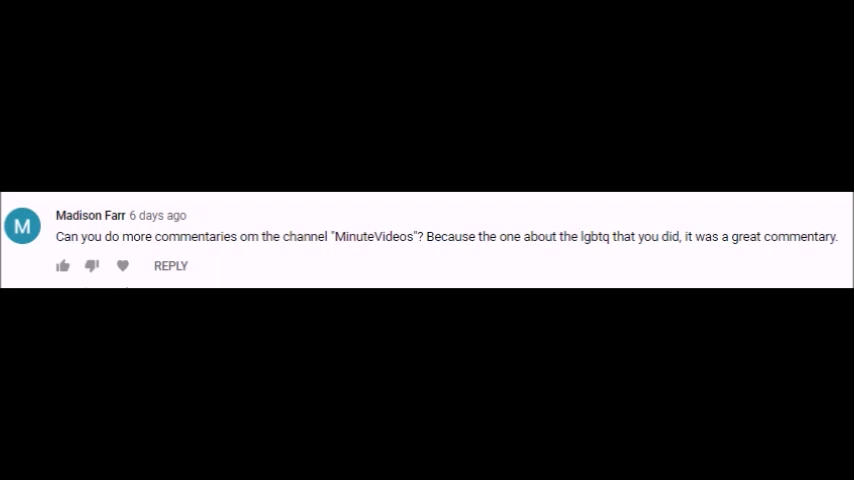 M
Madison Farr 6 days ago
Can you do more commentaries om the channel "MinuteVideos"? Because the one about the lgbtq that you did, it was a great commentary.
REPLY